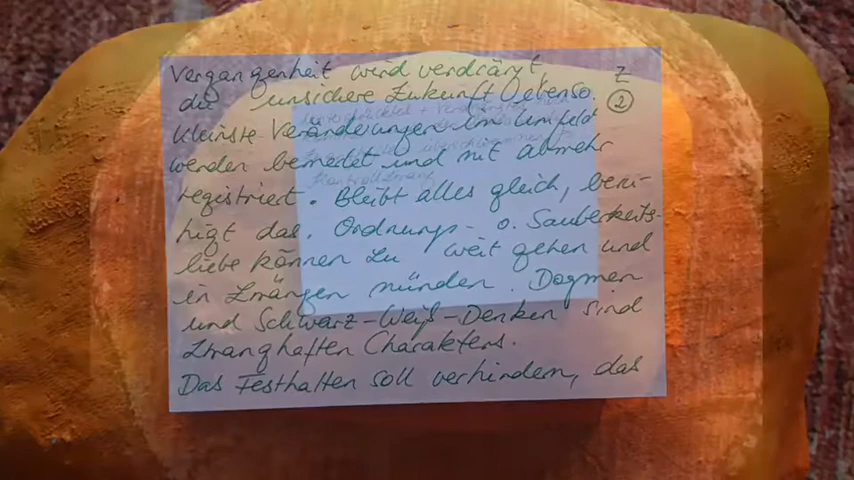 Vergangenheit wird verdrängt Z
die unsichere Zukunft ebenso. 2
Kleinste Veränderungen im Umfeld
werden bemerkt und mit abwehr
registriert. Bleibt alles gleich, beru-
higt das. Ordnungs- o. Sauberkeits-
liebe können zu weit gehen und
in Zwängen münden. Dogmen
und Schwarz-Weiß-Denken sind
Zwanghaften Charakters.
Das Festhalten soll verhindern, das